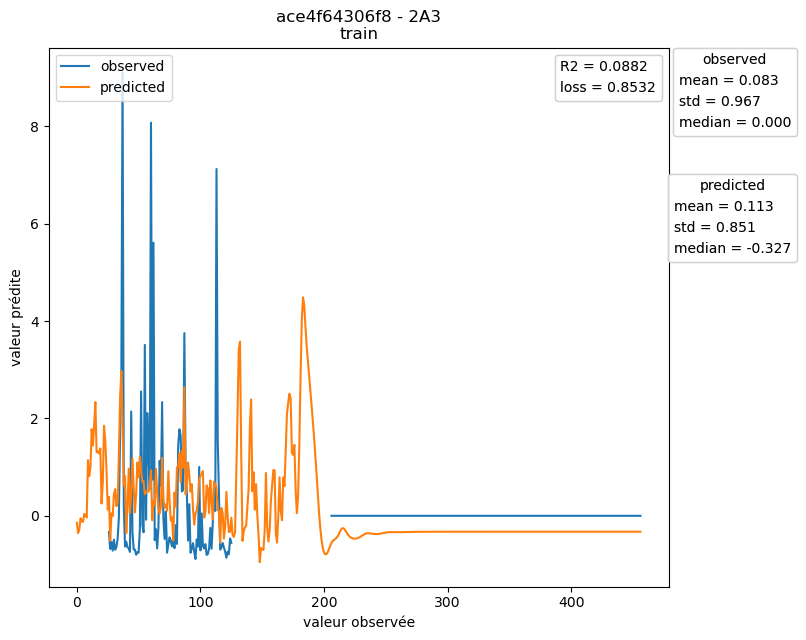 ace4f64306f8 - 2A3
train
observed
predicted
R2 = 0.0882
loss = 0.8532
observed
mean = 0.083
std = 0.967
median = 0.000
predicted
mean = 0.113
std = 0.851
median = -0.327
valeur prédite
8
6
4
2
0
0 100 200 300 400
valeur observée